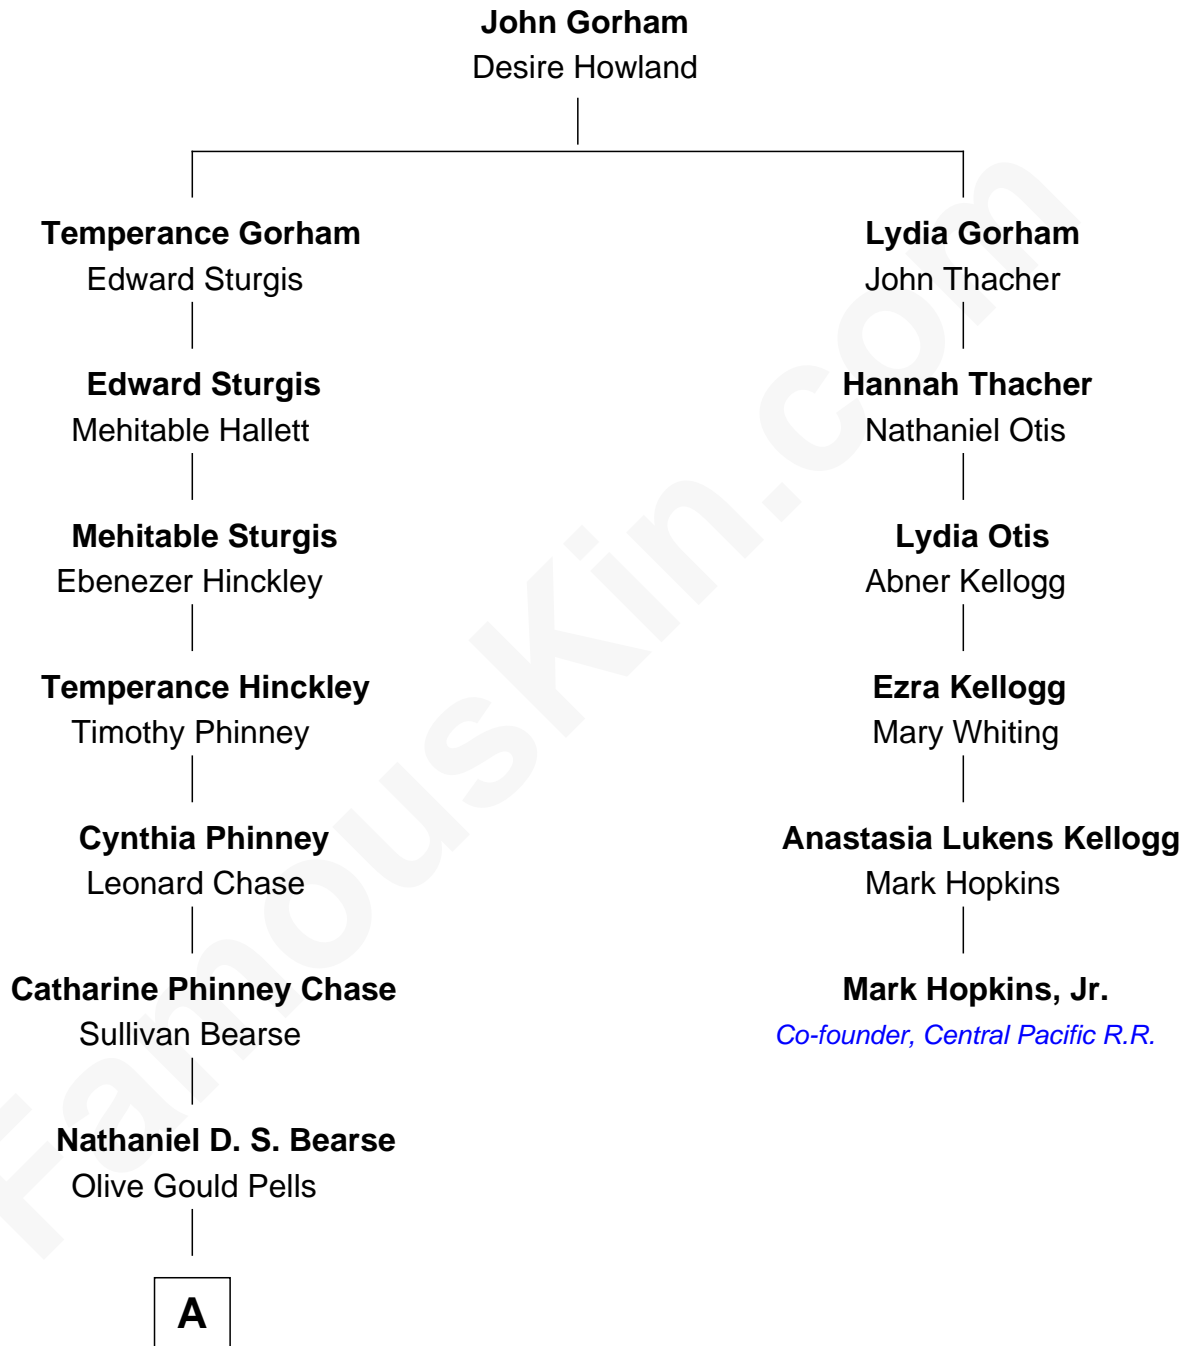 John Gorham
Desire Howland
Temperance Gorham
Edward Sturgis
Lydia Gorham
John Thacher
Edward Sturgis
Mehitable Hallett
Hannah Thacher
Nathaniel Otis
Mehitable Sturgis
Ebenezer Hinckley
Lydia Otis
Abner Kellogg
Temperance Hinckley
Timothy Phinney
Ezra Kellogg
Mary Whiting
Cynthia Phinney
Leonard Chase
Anastasia Lukens Kellogg
Mark Hopkins
Catharine Phinney Chase
Sullivan Bearse
Mark Hopkins, Jr.
Co-founder, Central Pacific R.R.
Nathaniel D. S. Bearse
Olive Gould Pells
A
FamousKin.com